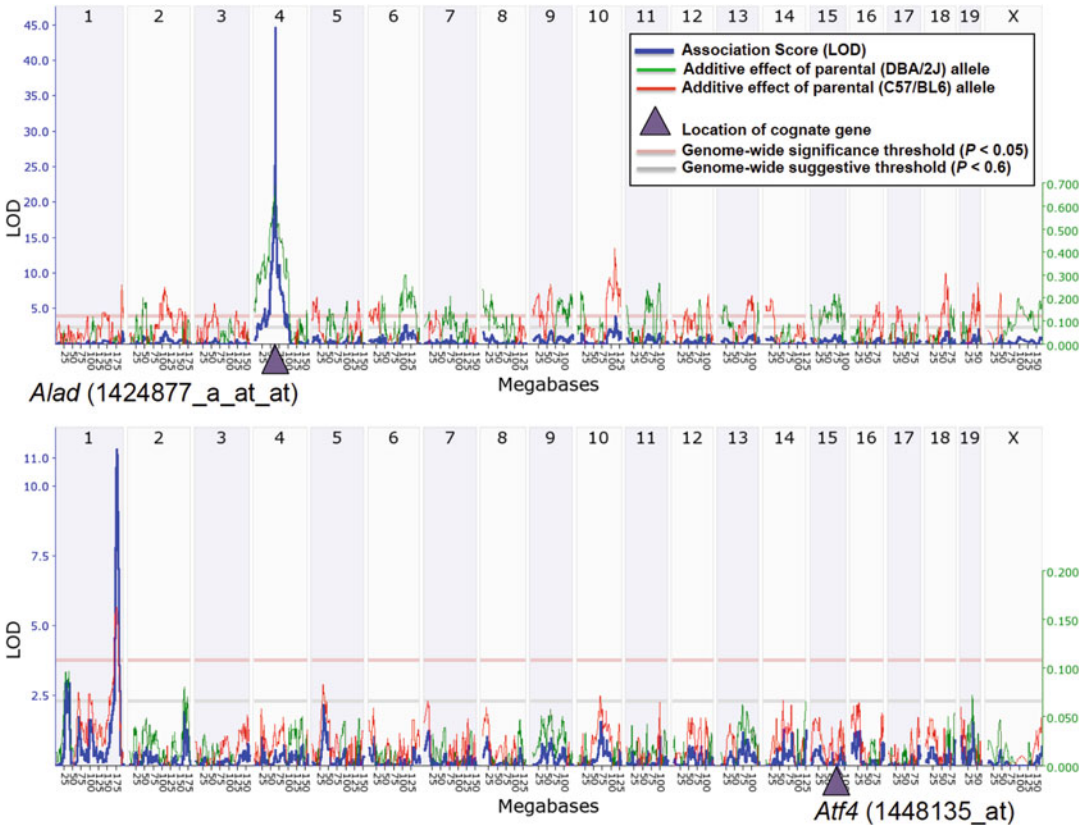 1 2 3 4 5 6 7 8 9 10 11 12 13 14 15 16 17 18 19 X
45.0
40.0
35.0
30.0
25.0
20.0
15.0
10.0
5.0
LOD
Association Score (LOD)
Additive effect of parental (DBA/2J) allele
Additive effect of parental (C57/BL6) allele
Location of cognate gene
Genome-wide significance threshold (P < 0.05)
Genome-wide suggestive threshold (P < 0.6)
0.700
0.600
0.500
0.400
0.300
0.200
0.100
0.000
Megabases
Alad (1424877_a_at_at)
1 2 3 4 5 6 7 8 9 10 11 12 13 14 15 16 17 18 19 X
11.0
10.0
7.5
5.0
2.5
LOD
0.200
0.150
0.100
0.050
0.000
Megabases
Atf4 (1448135_at)